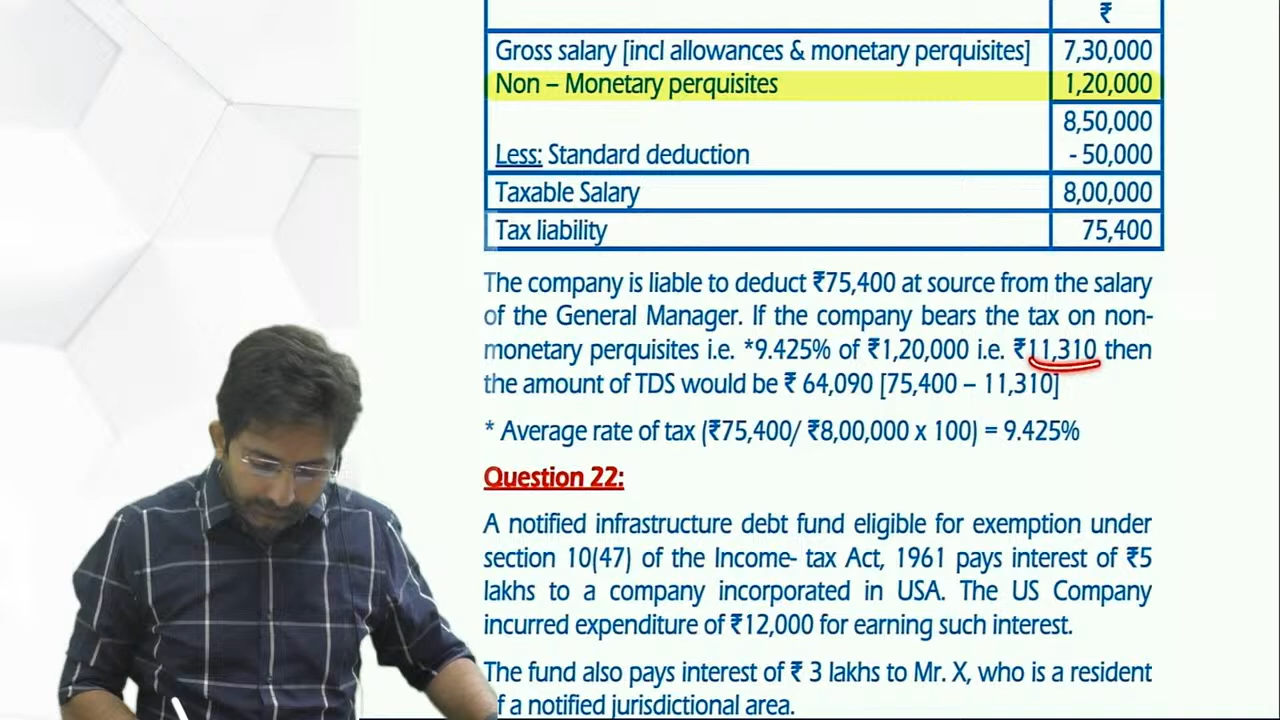 ₹
Gross salary [incl allowances & monetary perquisites] 7,30,000
Non – Monetary perquisites 1,20,000
8,50,000
Less: Standard deduction - 50,000
Taxable Salary 8,00,000
Tax liability 75,400
The company is liable to deduct ₹75,400 at source from the salary
of the General Manager. If the company bears the tax on non-
monetary perquisites i.e. *9.425% of ₹1,20,000 i.e. ₹11,310 then
the amount of TDS would be ₹ 64,090 [75,400 – 11,310]
* Average rate of tax (₹75,400/ ₹8,00,000 x 100) = 9.425%
Question 22:
A notified infrastructure debt fund eligible for exemption under
section 10(47) of the Income- tax Act, 1961 pays interest of ₹5
lakhs to a company incorporated in USA. The US Company
incurred expenditure of ₹12,000 for earning such interest.
The fund also pays interest of ₹ 3 lakhs to Mr. X, who is a resident
of a notified jurisdictional area.